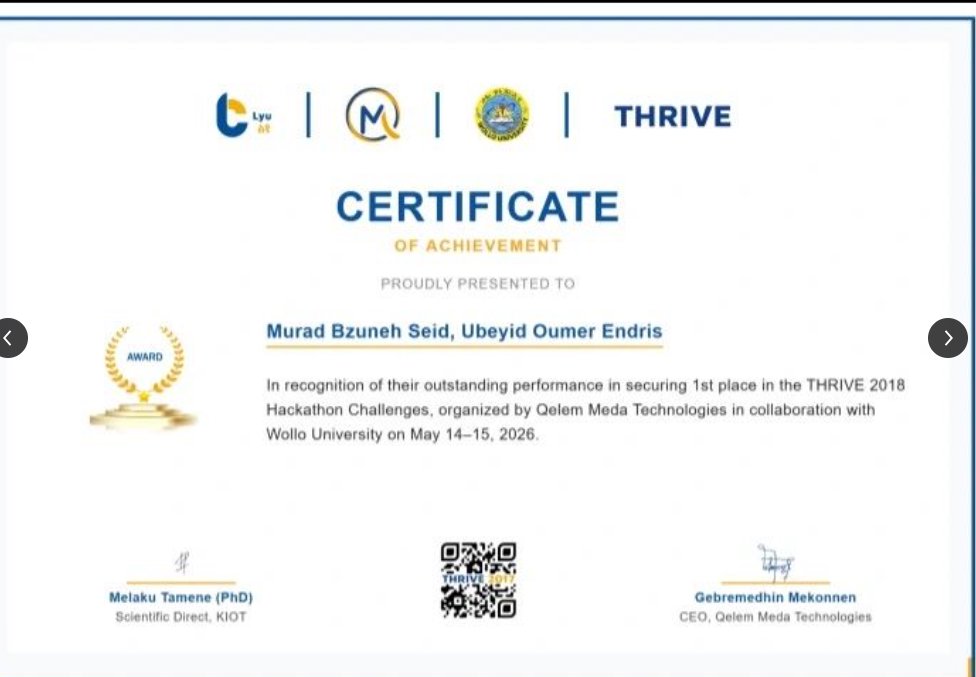 Lyu
M
WOLLO UNIVERSITY
THRIVE
CERTIFICATE
OF ACHIEVEMENT
PROUDLY PRESENTED TO
Murad Bzuneh Seid, Ubeyid Oumer Endris
AWARD
In recognition of their outstanding performance in securing 1st place in the THRIVE 2018
Hackathon Challenges, organized by Qelem Meda Technologies in collaboration with
Wollo University on May 14–15, 2026.
THRIVE 2017
Melaku Tamene (PhD)
Scientific Direct, KIOT
Gebremedhin Mekonnen
CEO, Qelem Meda Technologies